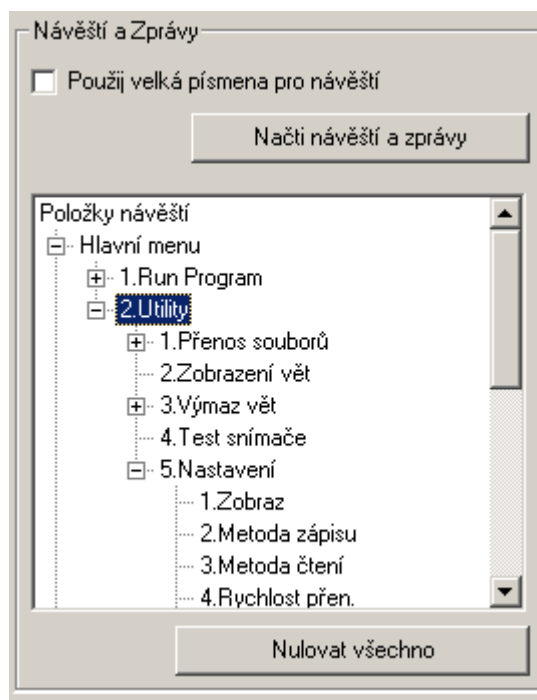 Návěští a Zprávy
Použij velká písmena pro návěští
Načti návěští a zprávy
Položky návěští
Hlavní menu
1.Run Program
2.Utility
1.Přenos souborů
2.Zobrazení vět
3.Výmaz vět
4.Test snímače
5.Nastavení
1.Zobraz
2.Metoda zápisu
3.Metoda čtení
4.Rychlost přen.
Nulovat všechno